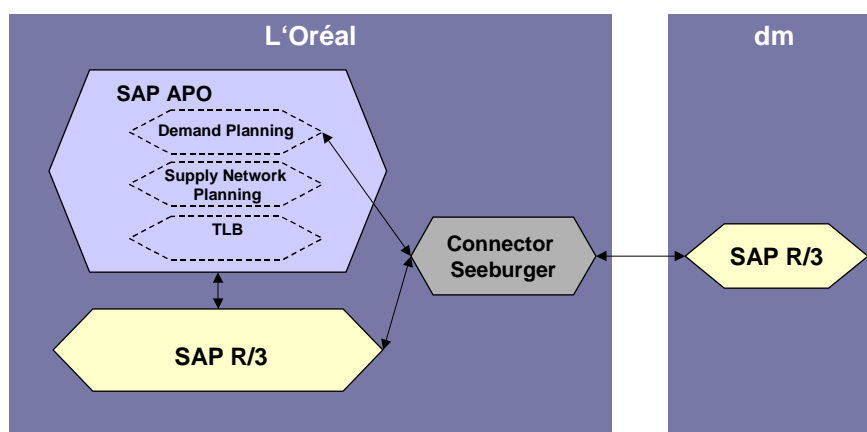 L‘Oréal
dm
SAP APO
Demand Planning
Supply Network
Planning
TLB
Connector
Seeburger
SAP R/3
SAP R/3